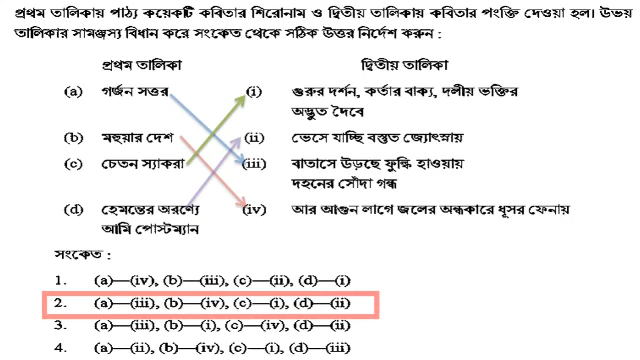 প্রথম তালিকায় পাঠ্য কয়েকটি কবিতার শিরোনাম ও দ্বিতীয় তালিকায় কবিতার পংক্তি দেওয়া হল। উভয়
তালিকার সামঞ্জস্য বিধান করে সংকেত থেকে সঠিক উত্তর নির্দেশ করুন :
প্রথম তালিকা দ্বিতীয় তালিকা
(a) গর্জন সত্তর (i) গুরুর দর্শন, কর্তার বাক্য, দলীয় ভক্তির
অদ্ভুত দৈবে
(b) মহুয়ার দেশ (ii) ভেসে যাচ্ছি বস্তুত জ্যোৎস্নায়
(c) চেতন স্যাকরা (iii) বাতাসে উড়ছে ফুল্কি হাওয়ায়
দহনের সোঁদা গন্ধ
(d) হেমন্তের অরণ্যে (iv) আর আগুন লাগে জলের অন্ধকারে ধূসর ফেনায়
আমি পোস্টম্যান
সংকেত :
1. (a)—(iv), (b)—(iii), (c)—(ii), (d)—(i)
2. (a)—(iii), (b)—(iv), (c)—(i), (d)—(ii)
3. (a)—(iii), (b)—(i), (c)—(iv), (d)—(ii)
4. (a)—(ii), (b)—(iv), (c)—(i), (d)—(iii)